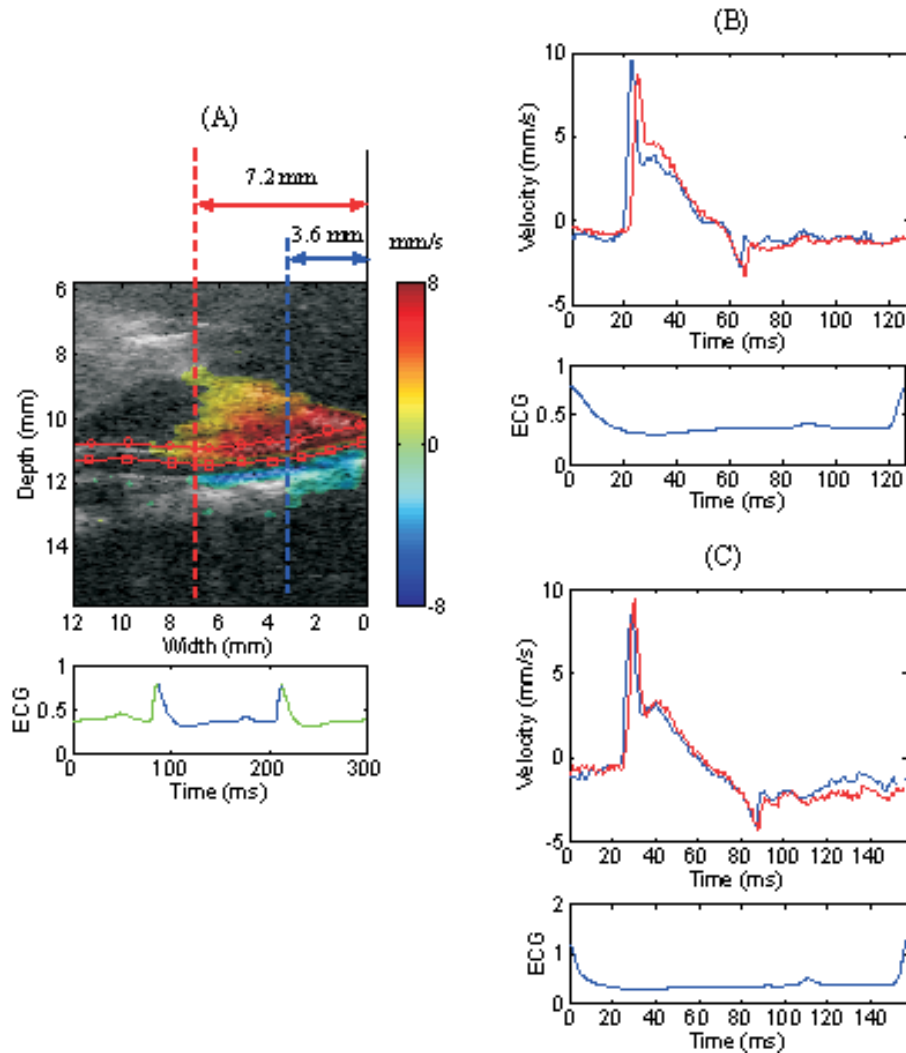 (A)
7.2 mm
3.6 mm
mm/s
8
0
-8
6
8
10
12
14
Depth (mm)
12 10 8 6 4 2 0
Width (mm)
1
0.5
0
ECG
0 100 200 300
Time (ms)
(B)
10
5
0
-5
Velocity (mm/s)
0 20 40 60 80 100 120
Time (ms)
1
0.5
0
ECG
0 20 40 60 80 100 120
Time (ms)
(C)
10
5
0
-5
Velocity (mm/s)
0 20 40 60 80 100 120 140
Time (ms)
2
1
0
ECG
0 20 40 60 80 100 120 140
Time (ms)